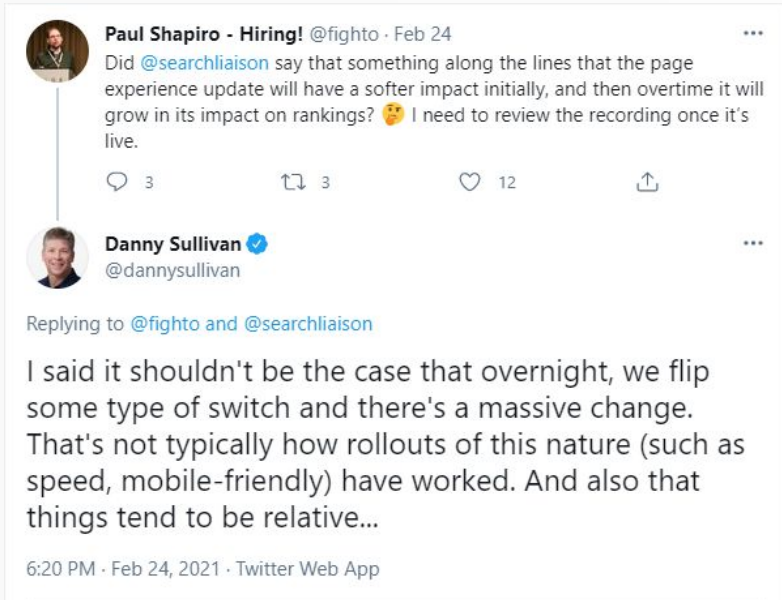 Paul Shapiro - Hiring! @fighto · Feb 24
Did @searchliaison say that something along the lines that the page
experience update will have a softer impact initially, and then overtime it will
grow in its impact on rankings? 🤔 I need to review the recording once it's
live.
3 3 12
Danny Sullivan
@dannysullivan
Replying to @fighto and @searchliaison
I said it shouldn't be the case that overnight, we flip
some type of switch and there's a massive change.
That's not typically how rollouts of this nature (such as
speed, mobile-friendly) have worked. And also that
things tend to be relative...
6:20 PM · Feb 24, 2021 · Twitter Web App